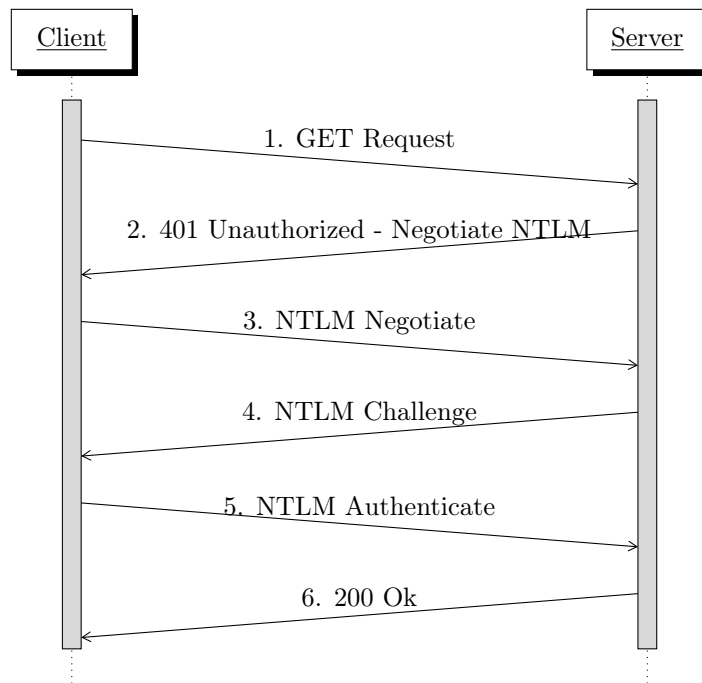 Client
Server
1. GET Request
2. 401 Unauthorized - Negotiate NTLM
3. NTLM Negotiate
4. NTLM Challenge
5. NTLM Authenticate
6. 200 Ok